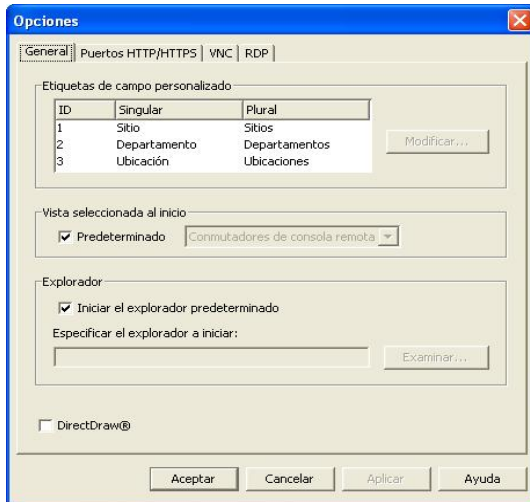 Opciones
General Puertos HTTP/HTTPS VNC RDP
Etiquetas de campo personalizado
ID Singular Plural
1 Sitio Sitios
2 Departamento Departamentos
3 Ubicación Ubicaciones
Modificar...
Vista seleccionada al inicio
Predeterminado Conmutadores de consola remota
Explorador
Iniciar el explorador predeterminado
Especificar el explorador a iniciar:
Examinar...
DirectDraw®
Aceptar Cancelar Aplicar Ayuda